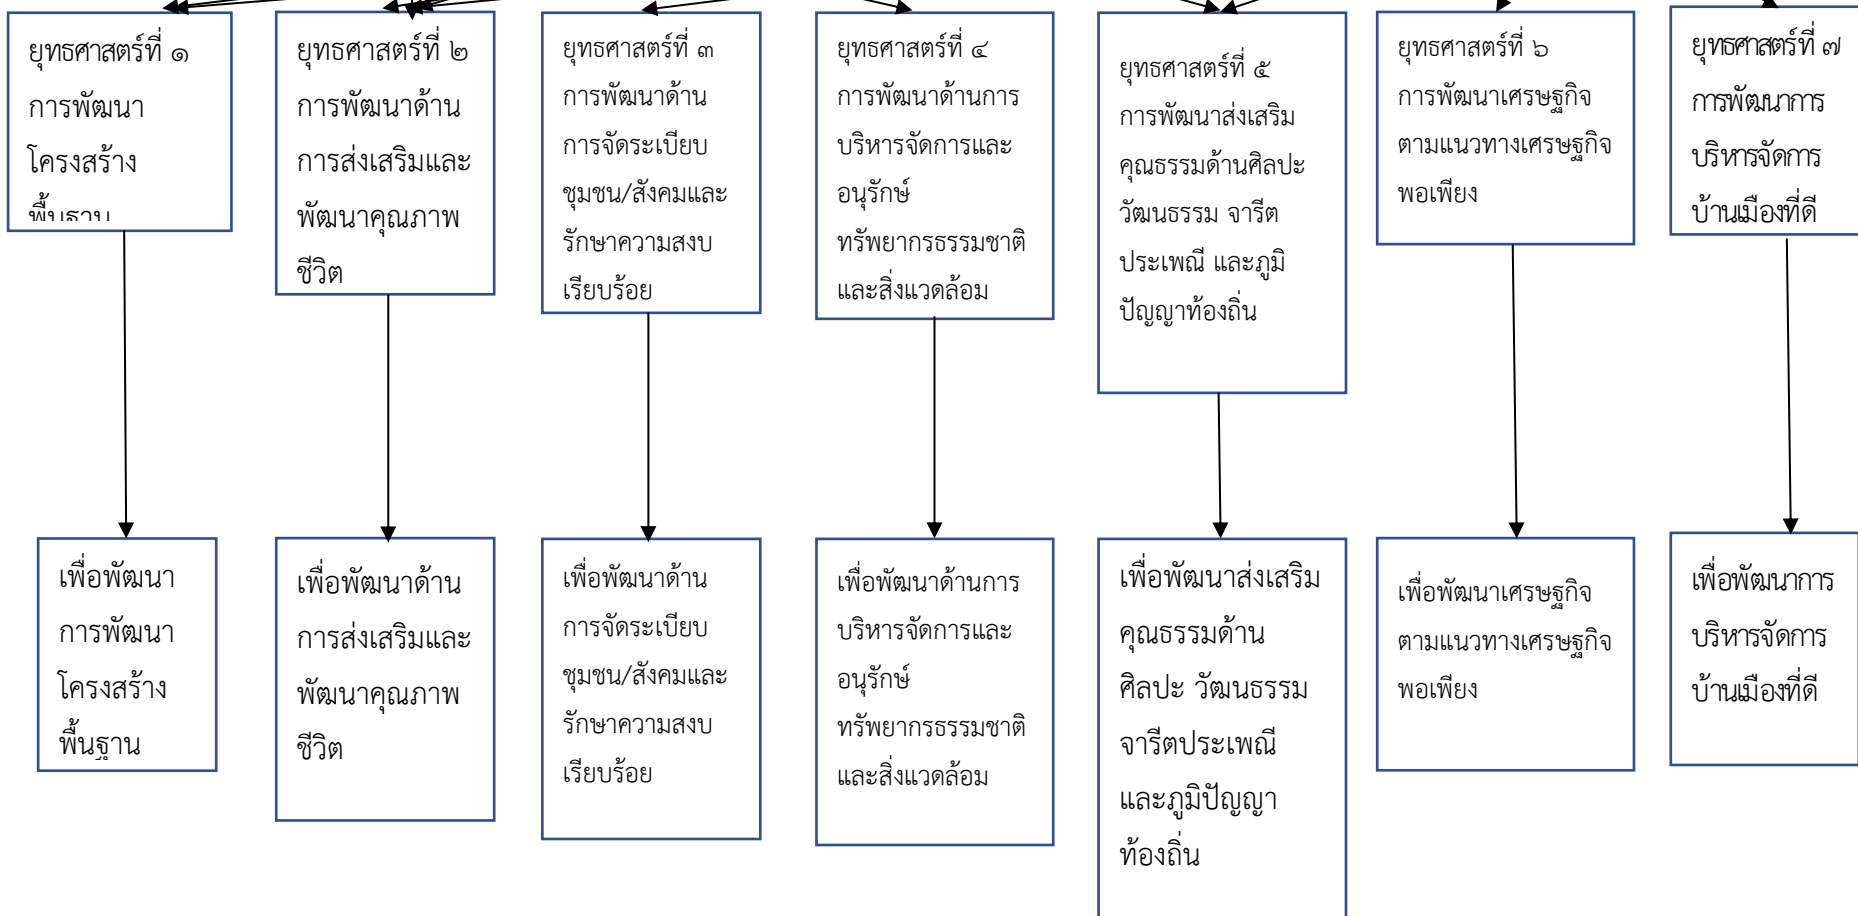 ยุทธศาสตร์ที่ ๑
การพัฒนา
โครงสร้าง
พื้นฐาน
ยุทธศาสตร์ที่ ๒
การพัฒนาด้าน
การส่งเสริมและ
พัฒนาคุณภาพ
ชีวิต
ยุทธศาสตร์ที่ ๓
การพัฒนาด้าน
การจัดระเบียบ
ชุมชน/สังคมและ
รักษาความสงบ
เรียบร้อย
ยุทธศาสตร์ที่ ๔
การพัฒนาด้านการ
บริหารจัดการและ
อนุรักษ์
ทรัพยากรธรรมชาติ
และสิ่งแวดล้อม
ยุทธศาสตร์ที่ ๕
การพัฒนาส่งเสริม
คุณธรรมด้านศิลปะ
วัฒนธรรม จารีต
ประเพณี และภูมิ
ปัญญาท้องถิ่น
ยุทธศาสตร์ที่ ๖
การพัฒนาเศรษฐกิจ
ตามแนวทางเศรษฐกิจ
พอเพียง
ยุทธศาสตร์ที่ ๗
การพัฒนาการ
บริหารจัดการ
บ้านเมืองที่ดี
เพื่อพัฒนา
การพัฒนา
โครงสร้าง
พื้นฐาน
เพื่อพัฒนาด้าน
การส่งเสริมและ
พัฒนาคุณภาพ
ชีวิต
เพื่อพัฒนาด้าน
การจัดระเบียบ
ชุมชน/สังคมและ
รักษาความสงบ
เรียบร้อย
เพื่อพัฒนาด้านการ
บริหารจัดการและ
อนุรักษ์
ทรัพยากรธรรมชาติ
และสิ่งแวดล้อม
เพื่อพัฒนาส่งเสริม
คุณธรรมด้าน
ศิลปะ วัฒนธรรม
จารีตประเพณี
และภูมิปัญญา
ท้องถิ่น
เพื่อพัฒนาเศรษฐกิจ
ตามแนวทางเศรษฐกิจ
พอเพียง
เพื่อพัฒนาการ
บริหารจัดการ
บ้านเมืองที่ดี